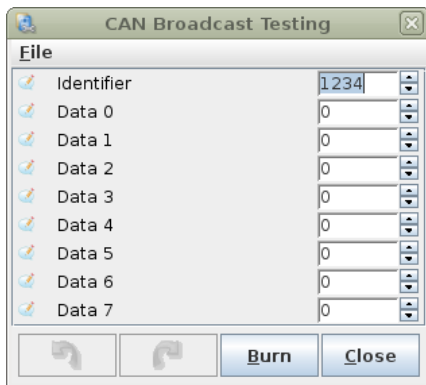 CAN Broadcast Testing
File
Identifier 1234
Data 0 0
Data 1 0
Data 2 0
Data 3 0
Data 4 0
Data 5 0
Data 6 0
Data 7 0
Burn Close